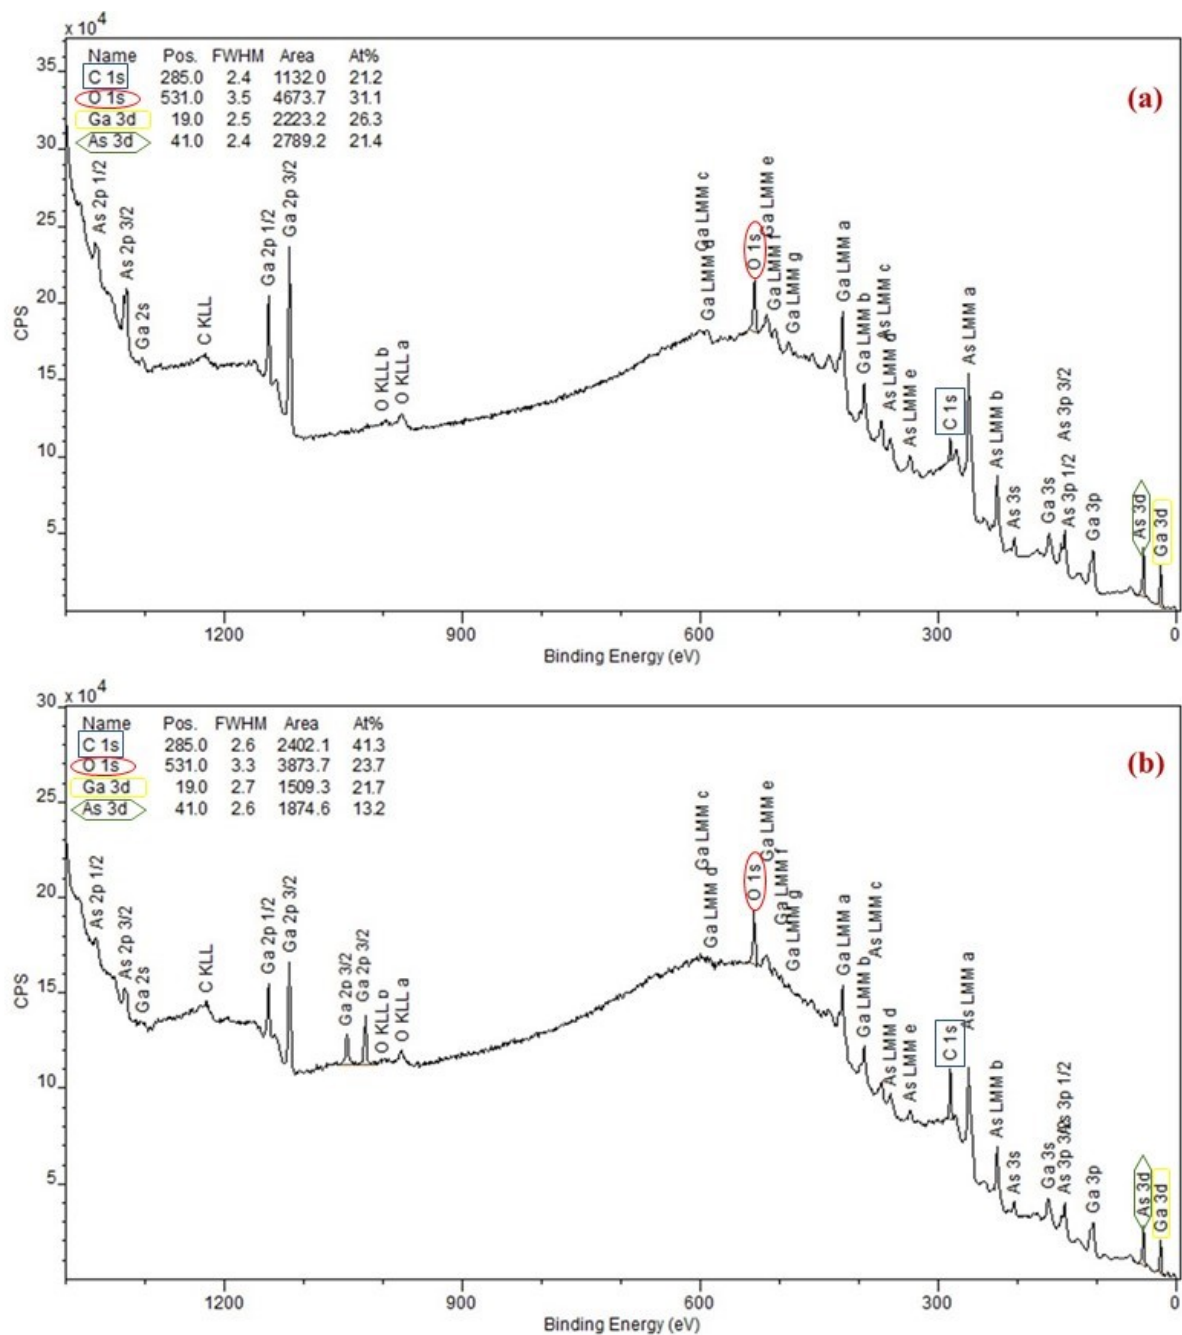 x 10^4
Name Pos. FWHM Area At%
C 1s 285.0 2.4 1132.0 21.2
O 1s 531.0 3.5 4673.7 31.1
Ga 3d 19.0 2.5 2223.2 26.3
As 3d 41.0 2.4 2789.2 21.4
(a)
35
30
25
20
15
10
5
CPS
As 2p 1/2
As 2p 3/2
Ga 2s
C KLL
Ga 2p 1/2
Ga 2p 3/2
O KLL b
O KLL a
Ga LMM c
Ga LMM d
O 1s
Ga LMM e
Ga LMM f
Ga LMM g
Ga LMM a
Ga LMM b
As LMM c
As LMM d
As LMM e
C 1s
As LMM a
As LMM b
As 3s
Ga 3s
As 3p 1/2
As 3p 3/2
Ga 3p
As 3d
Ga 3d
1200 900 600 300 0
Binding Energy (eV)
x 10^4
Name Pos. FWHM Area At%
C 1s 285.0 2.6 2402.1 41.3
O 1s 531.0 3.3 3873.7 23.7
Ga 3d 19.0 2.7 1509.3 21.7
As 3d 41.0 2.6 1874.6 13.2
(b)
30
25
20
15
10
5
CPS
As 2p 1/2
As 2p 3/2
Ga 2s
C KLL
Ga 2p 1/2
Ga 2p 3/2
Ga 2p 3/2
Ga 2p 3/2
O KLL b
O KLL a
Ga LMM c
Ga LMM d
O 1s
Ga LMM e
Ga LMM f
Ga LMM g
Ga LMM a
Ga LMM b
As LMM c
As LMM d
As LMM e
C 1s
As LMM a
As LMM b
As 3s
Ga 3s
As 3p 3/2
As 3p 1/2
Ga 3p
As 3d
Ga 3d
1200 900 600 300 0
Binding Energy (eV)